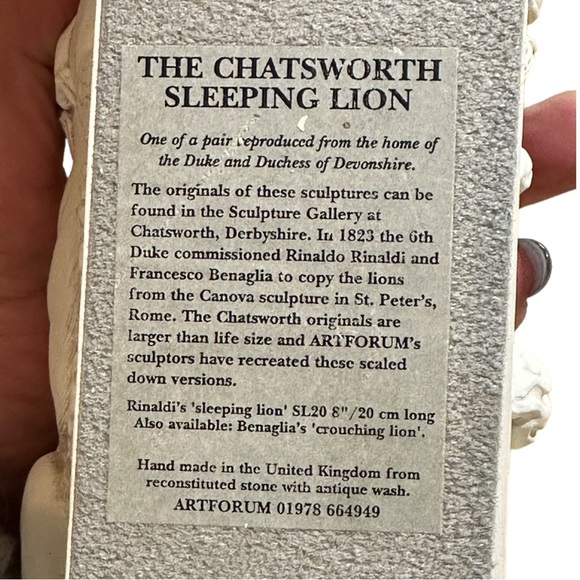 THE CHATSWORTH
SLEEPING LION
One of a pair reproduced from the home of
the Duke and Duchess of Devonshire.
The originals of these sculptures can be
found in the Sculpture Gallery at
Chatsworth, Derbyshire. In 1823 the 6th
Duke commissioned Rinaldo Rinaldi and
Francesco Benaglia to copy the lions
from the Canova sculpture in St. Peter's,
Rome. The Chatsworth originals are
larger than life size and ARTFORUM's
sculptors have recreated these scaled
down versions.
Rinaldi's 'sleeping lion' SL20 8"/20 cm long
Also available: Benaglia's 'crouching lion'.
Hand made in the United Kingdom from
reconstituted stone with antique wash.
ARTFORUM 01978 664949